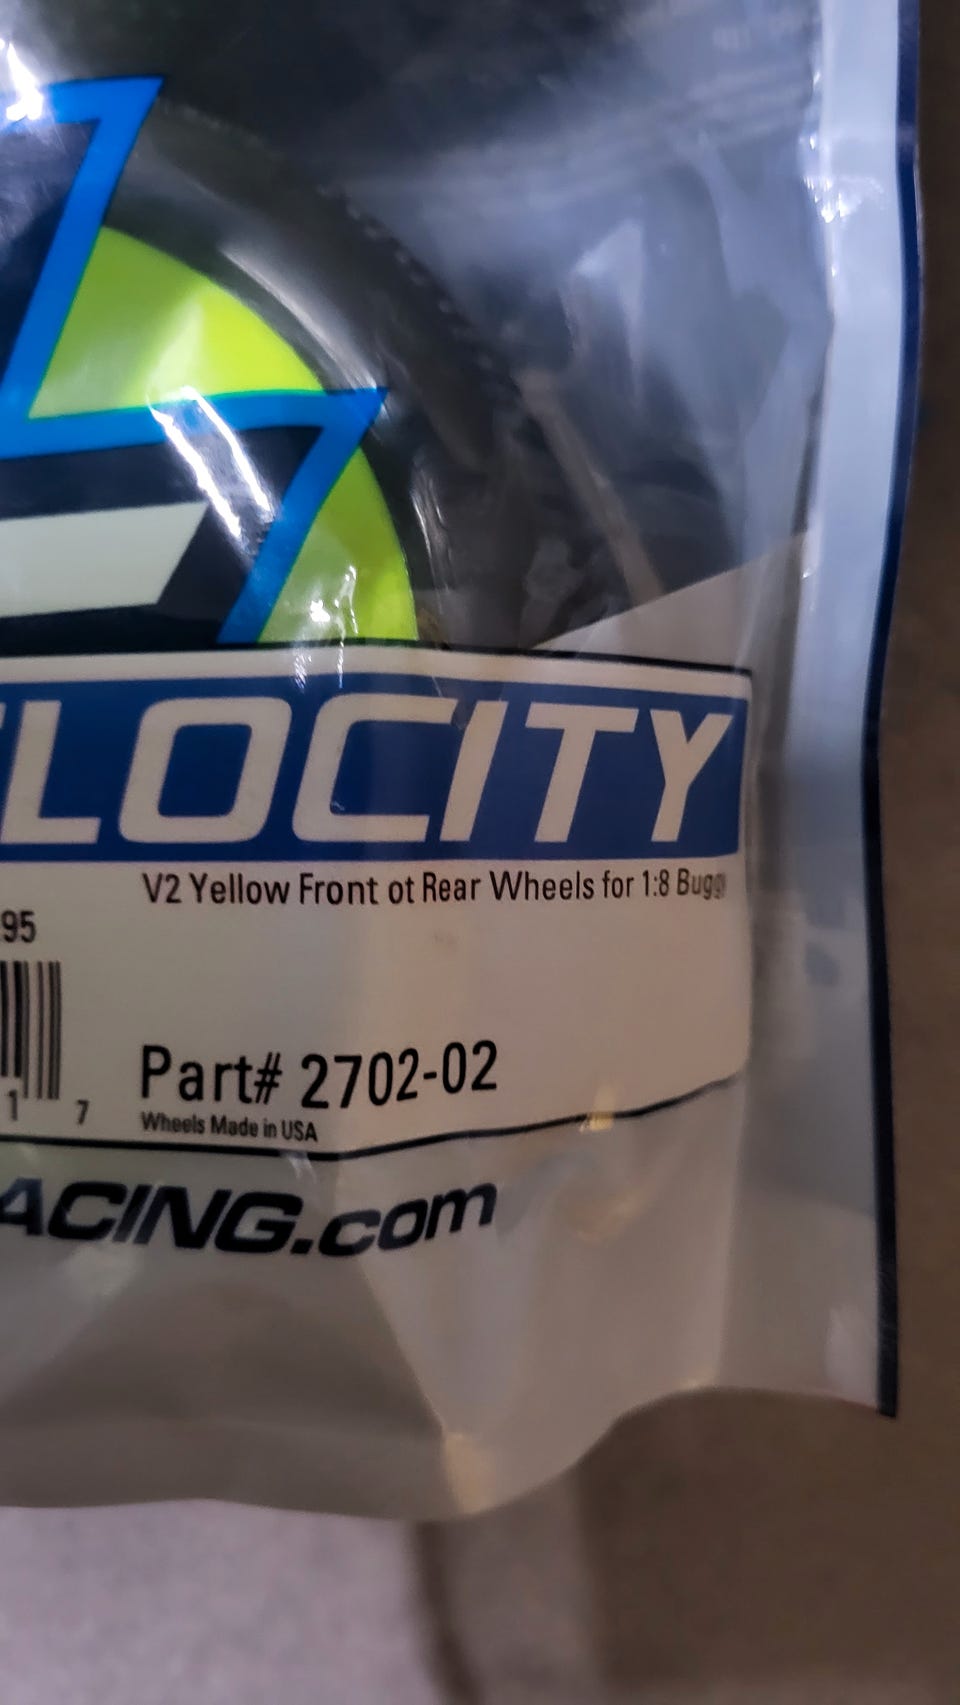 LOCITY
V2 Yellow Front ot Rear Wheels for 1:8 Bugg
95
1 7
Part# 2702-02
Wheels Made in USA
ACING.com